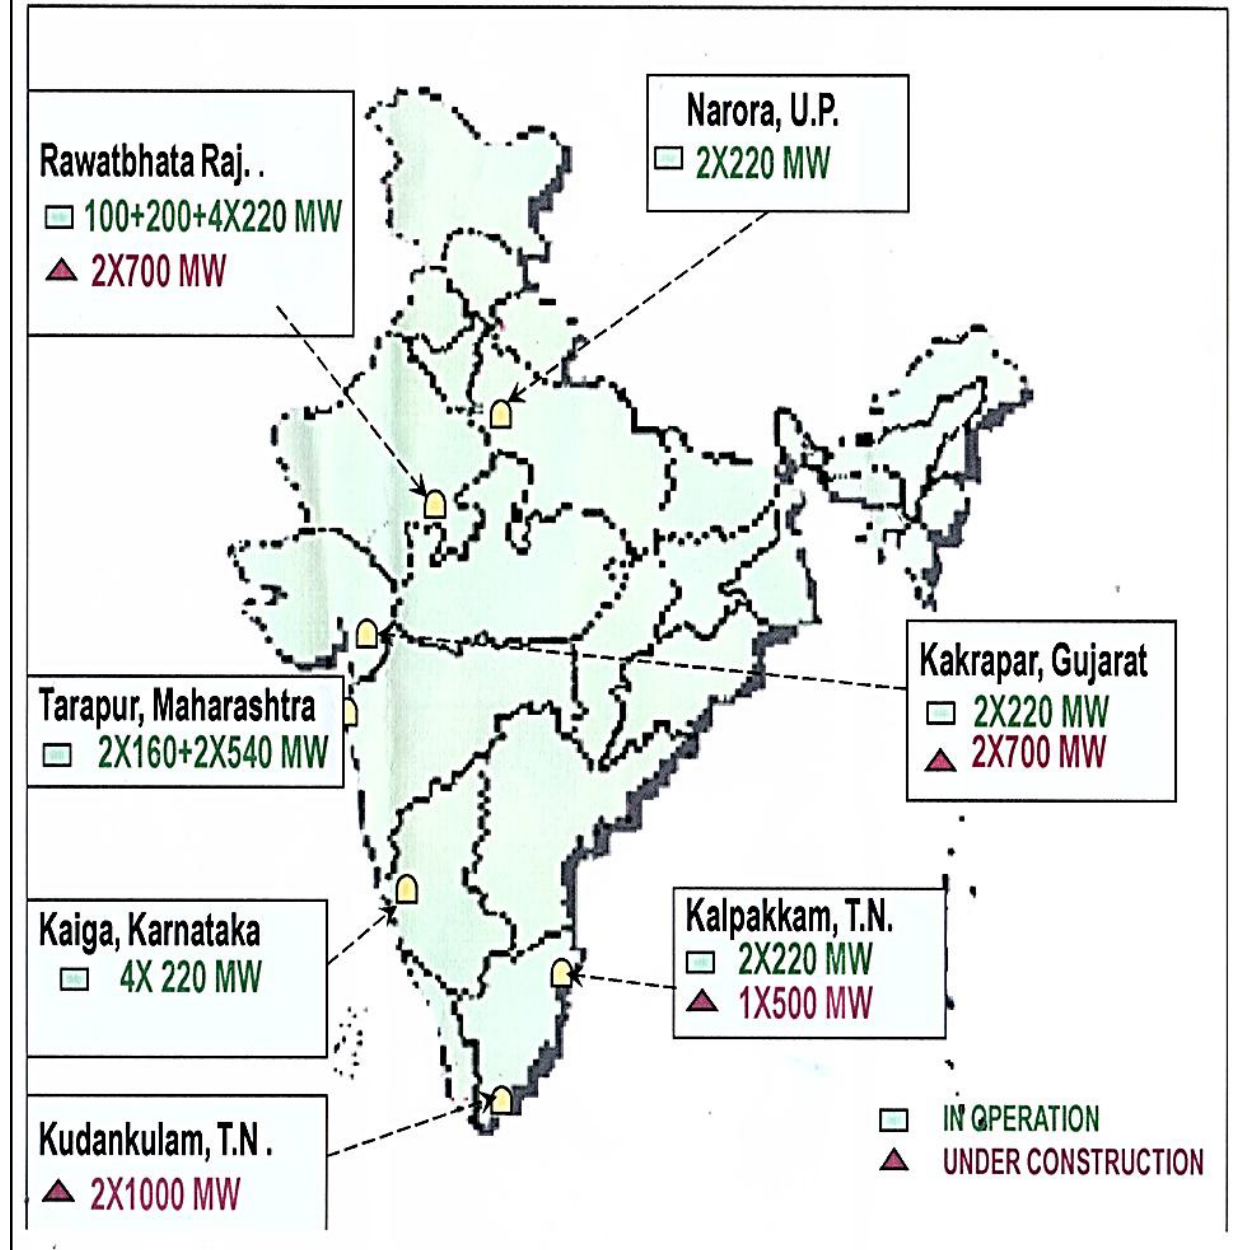 Rawatbhata Raj. .
100+200+4X220 MW
2X700 MW
Narora, U.P.
2X220 MW
Tarapur, Maharashtra
2X160+2X540 MW
Kakrapar, Gujarat
2X220 MW
2X700 MW
Kaiga, Karnataka
4X 220 MW
Kalpakkam, T.N.
2X220 MW
1X500 MW
Kudankulam, T.N .
2X1000 MW
IN OPERATION
UNDER CONSTRUCTION